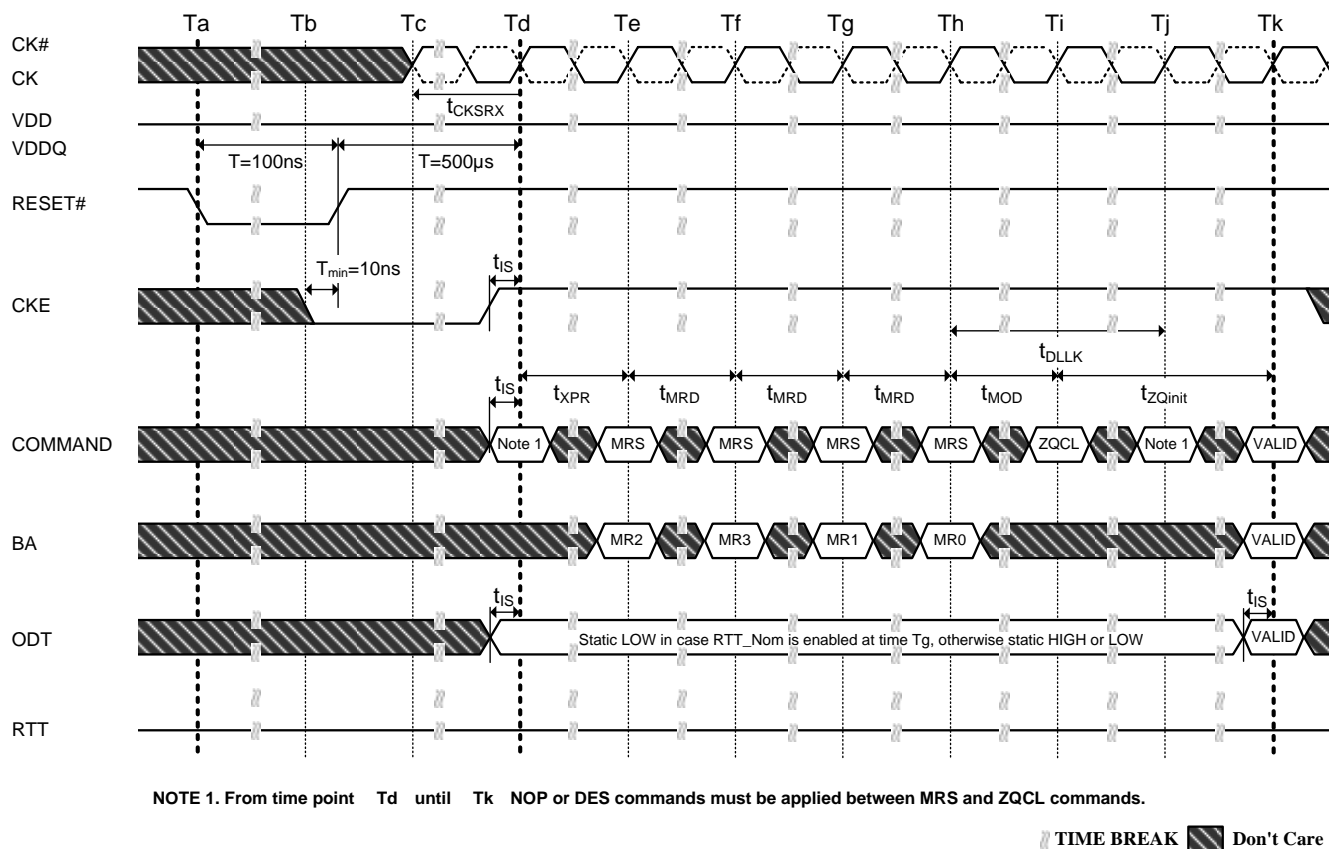 Ta Tb Tc Td Te Tf Tg Th Ti Tj Tk
CK#
CK
tCKSRX
VDD
VDDQ
T=100ns T=500µs
RESET#
Tmin=10ns tIS
CKE
tDLLK
tIS tXPR tMRD tMRD tMRD tMOD tZQinit
COMMAND Note 1 MRS MRS MRS MRS ZQCL Note 1 VALID
BA MR2 MR3 MR1 MR0 VALID
tIS tIS
ODT Static LOW in case RTT_Nom is enabled at time Tg, otherwise static HIGH or LOW VALID
RTT
NOTE 1. From time point Td until Tk NOP or DES commands must be applied between MRS and ZQCL commands.
TIME BREAK Don't Care